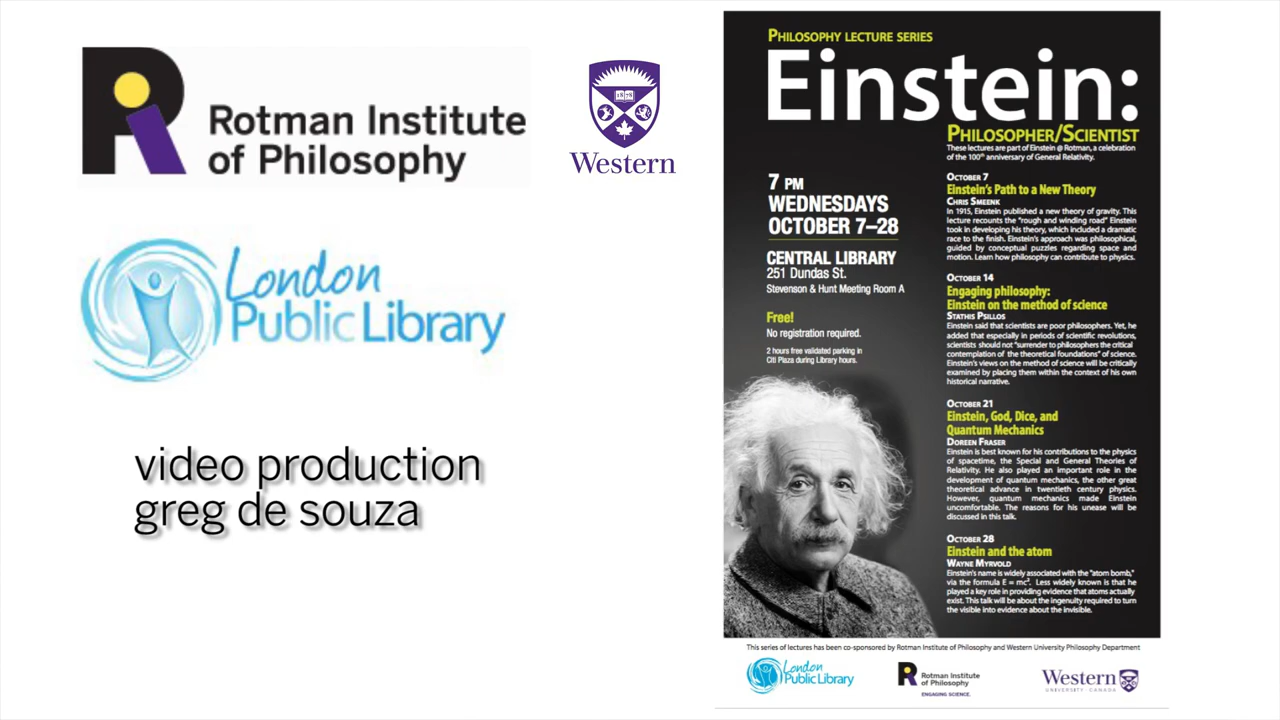 Rotman Institute
of Philosophy
1878
Western
London
Public Library
video production
greg de souza
PHILOSOPHY LECTURE SERIES
Einstein:
PHILOSOPHER/SCIENTIST
These lectures are part of Einstein @ Rotman, a celebration
of the 100th anniversary of General Relativity.
7 PM
WEDNESDAYS
OCTOBER 7–28
CENTRAL LIBRARY
251 Dundas St.
Stevenson & Hunt Meeting Room A
Free!
No registration required.
2 hours free validated parking in
Citi Plaza during Library hours.
OCTOBER 7
Einstein's Path to a New Theory
CHRIS SMEENK
In 1915, Einstein published a new theory of gravity. This
lecture recounts the "rough and winding road" Einstein
took in developing his theory, which included a dramatic
race to the finish. Einstein's approach was philosophical,
guided by conceptual puzzles regarding space and
motion. Learn how philosophy can contribute to physics.
OCTOBER 14
Engaging philosophy:
Einstein on the method of science
STATHIS PSILLOS
Einstein said that scientists are poor philosophers. Yet, he
added that especially in periods of scientific revolutions,
scientists should not "surrender to philosophers the critical
contemplation of the theoretical foundations" of science.
Einstein's views on the method of science will be critically
examined by placing them within the context of his own
historical narrative.
OCTOBER 21
Einstein, God, Dice, and
Quantum Mechanics
DOREEN FRASER
Einstein is best known for his contributions to the physics
of spacetime, the Special and General Theories of
Relativity. He also played an important role in the
development of quantum mechanics, the other great
theoretical advance in twentieth century physics.
However, quantum mechanics made Einstein
uncomfortable. The reasons for his unease will be
discussed in this talk.
OCTOBER 28
Einstein and the atom
WAYNE MYRVOLD
Einstein's name is widely associated with the "atom bomb,"
via the formula E = mc². Less widely known is that he
played a key role in providing evidence that atoms actually
exist. This talk will be about the ingenuity required to turn
the visible into evidence about the invisible.
This series of lectures has been co-sponsored by Rotman Institute of Philosophy and Western University Philosophy Department
London
Public Library
Rotman Institute
of Philosophy
ENGAGING SCIENCE.
Western
UNIVERSITY · CANADA